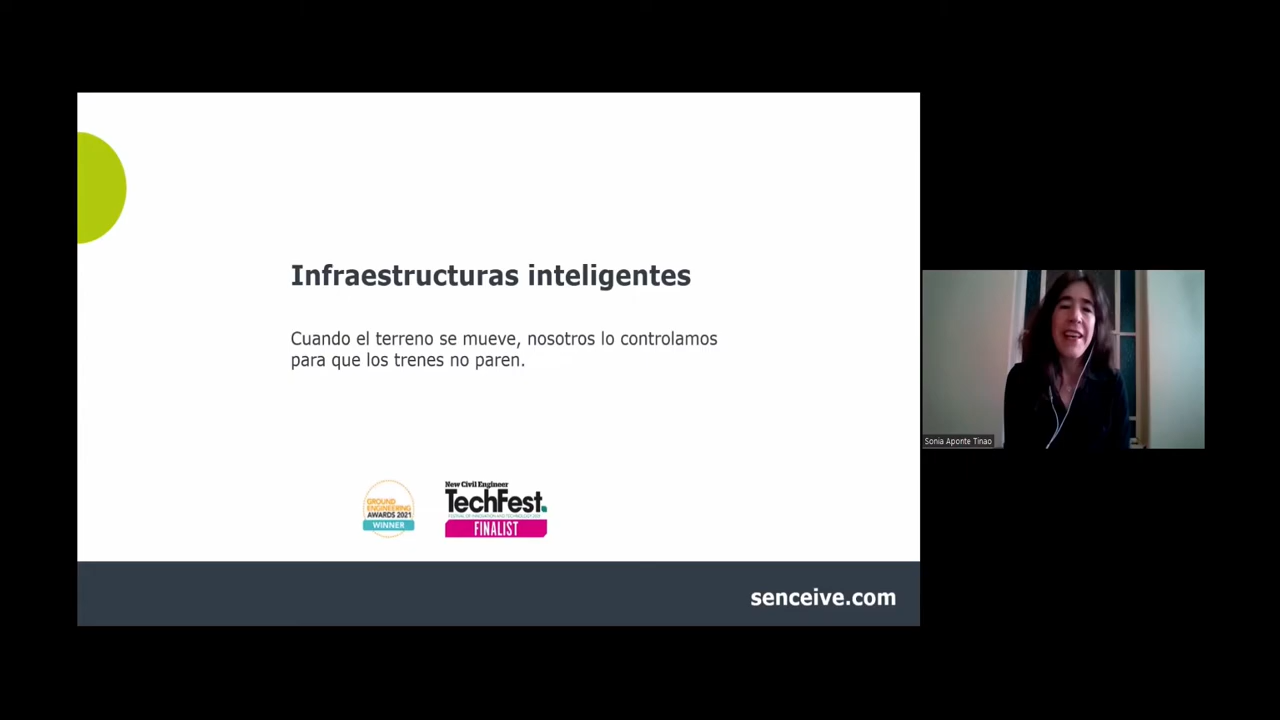 Infraestructuras inteligentes
Cuando el terreno se mueve, nosotros lo controlamos
para que los trenes no paren.
GROUND
ENGINEERING
AWARDS 2021
WINNER
New Civil Engineer
TechFest.
FINALIST
senceive.com
Sonia Aponte Tinao